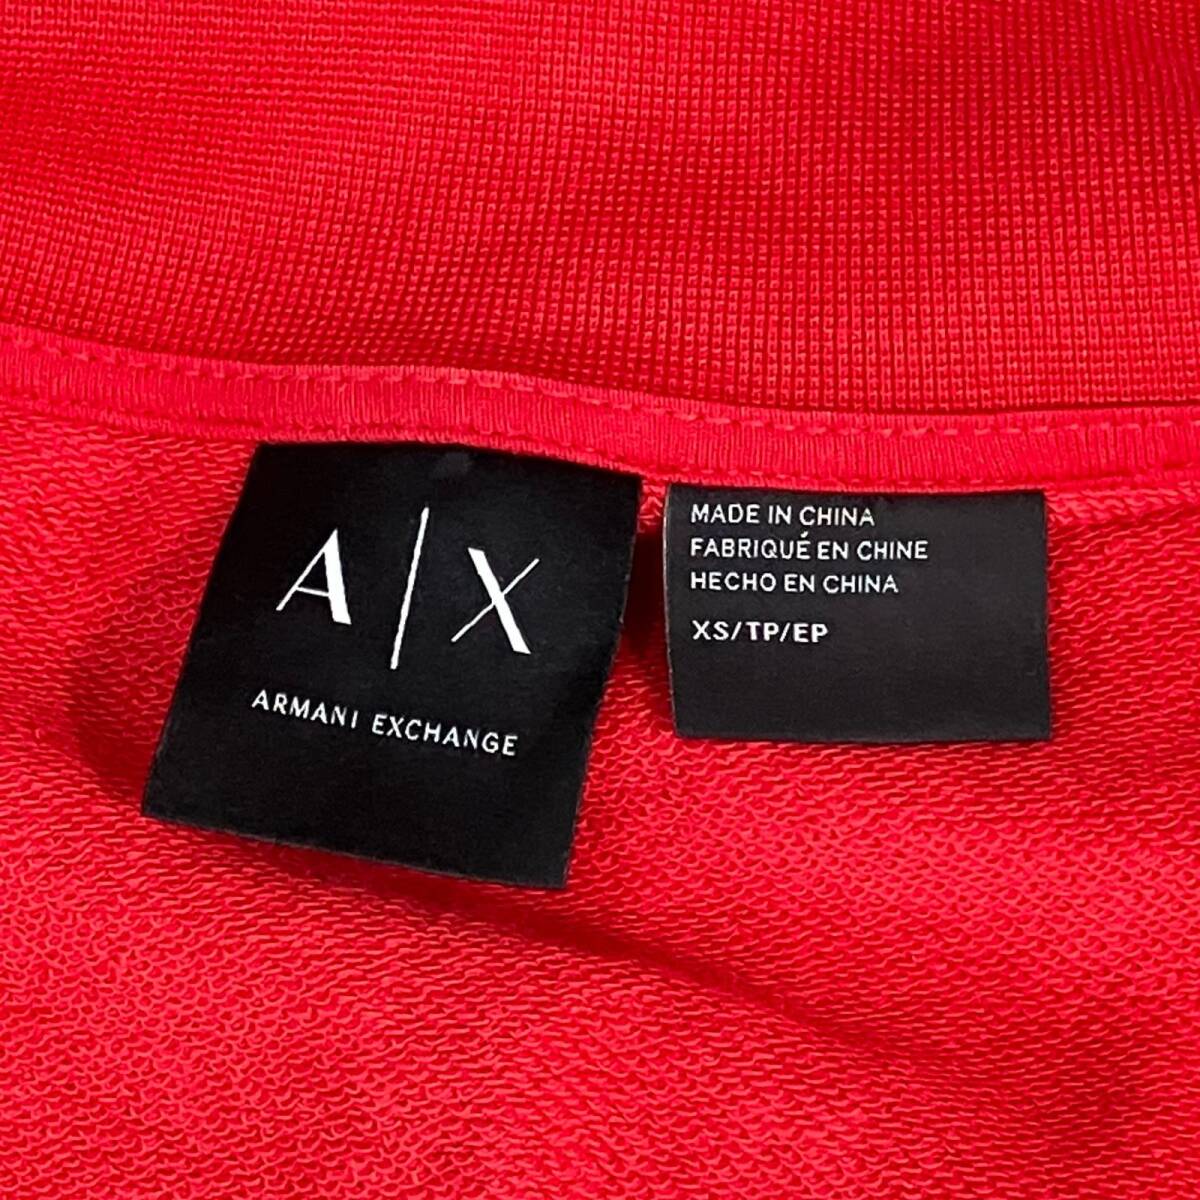 A|X
ARMANI EXCHANGE
MADE IN CHINA
FABRIQUÉ EN CHINE
HECHO EN CHINA
XS/TP/EP